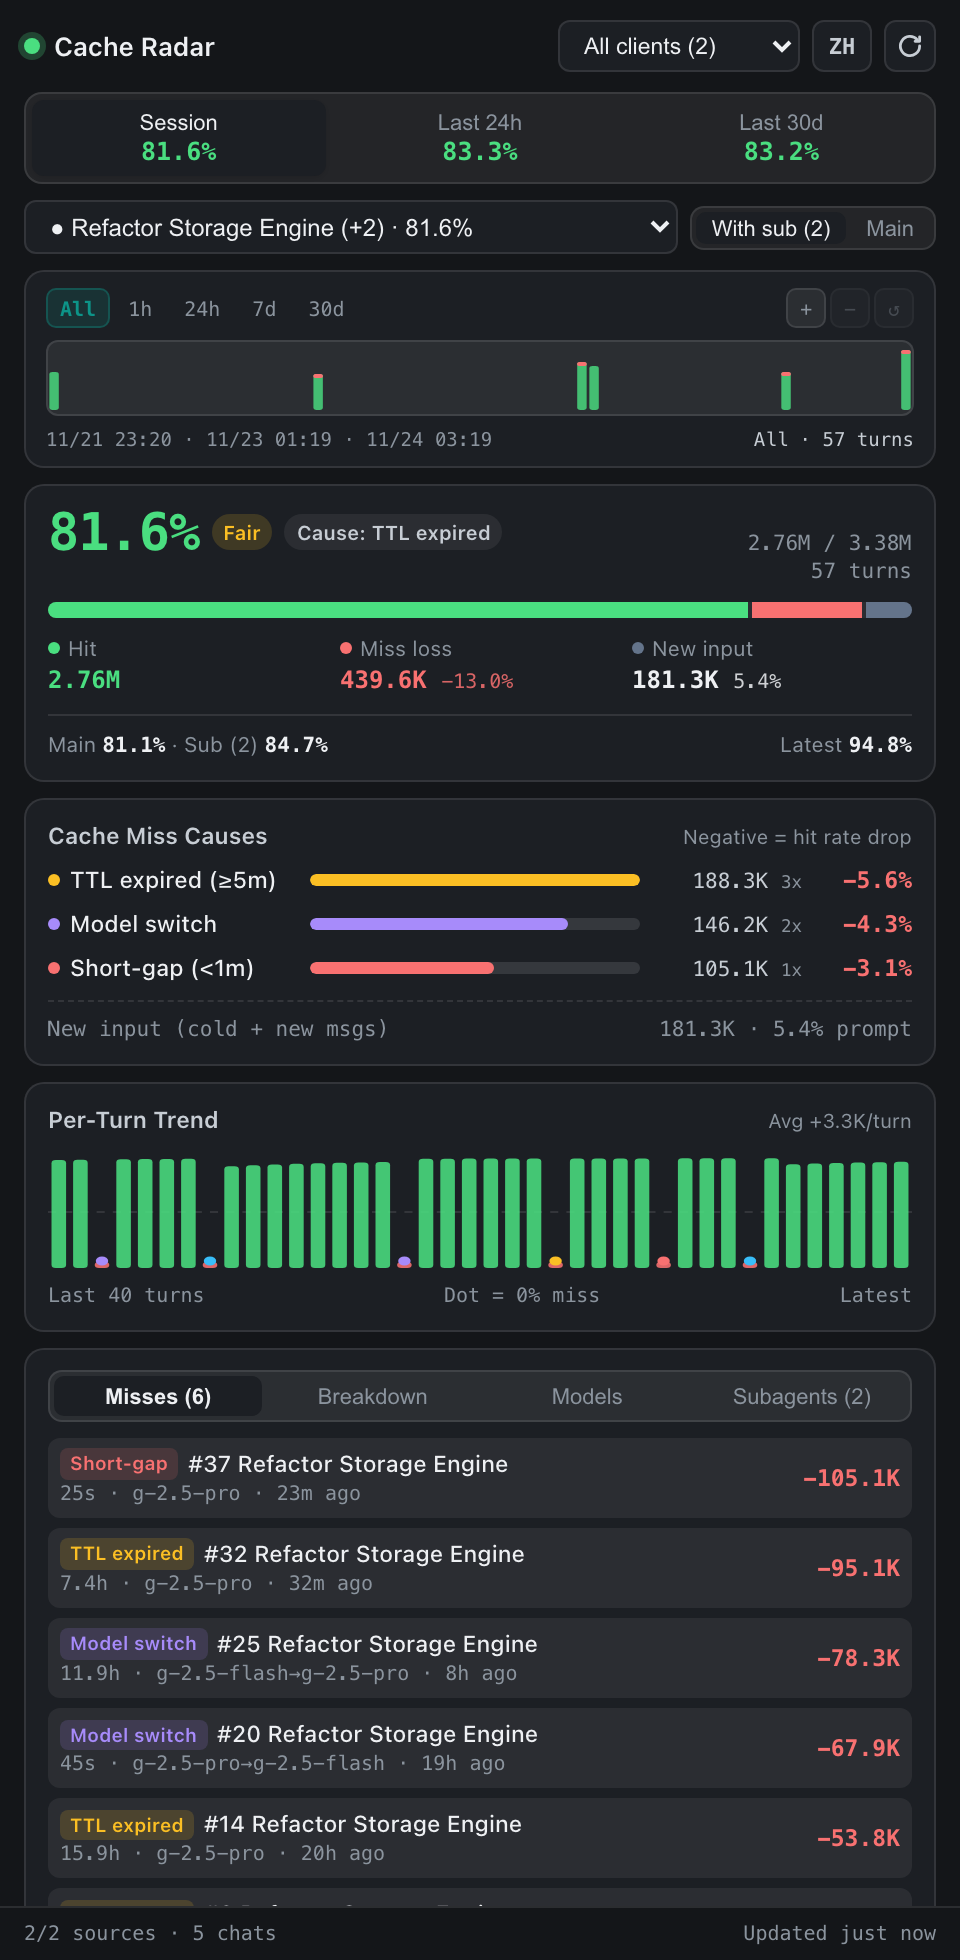 Cache Radar
All clients (2)
ZH
Session
81.6%
Last 24h
83.3%
Last 30d
83.2%
● Refactor Storage Engine (+2) · 81.6%
With sub (2)
Main
All
1h
24h
7d
30d
+
−
↺
11/21 23:20 · 11/23 01:19 · 11/24 03:19
All · 57 turns
81.6%
Fair
Cause: TTL expired
2.76M / 3.38M
57 turns
Hit
2.76M
Miss loss
439.6K −13.0%
New input
181.3K 5.4%
Main 81.1% · Sub (2) 84.7%
Latest 94.8%
Cache Miss Causes
Negative = hit rate drop
TTL expired (≥5m)
188.3K 3x
−5.6%
Model switch
146.2K 2x
−4.3%
Short-gap (<1m)
105.1K 1x
−3.1%
New input (cold + new msgs)
181.3K · 5.4% prompt
Per-Turn Trend
Avg +3.3K/turn
Last 40 turns
Dot = 0% miss
Latest
Misses (6)
Breakdown
Models
Subagents (2)
Short-gap #37 Refactor Storage Engine
25s · g-2.5-pro · 23m ago
−105.1K
TTL expired #32 Refactor Storage Engine
7.4h · g-2.5-pro · 32m ago
−95.1K
Model switch #25 Refactor Storage Engine
11.9h · g-2.5-flash→g-2.5-pro · 8h ago
−78.3K
Model switch #20 Refactor Storage Engine
45s · g-2.5-pro→g-2.5-flash · 19h ago
−67.9K
TTL expired #14 Refactor Storage Engine
15.9h · g-2.5-pro · 20h ago
−53.8K
2/2 sources · 5 chats
Updated just now